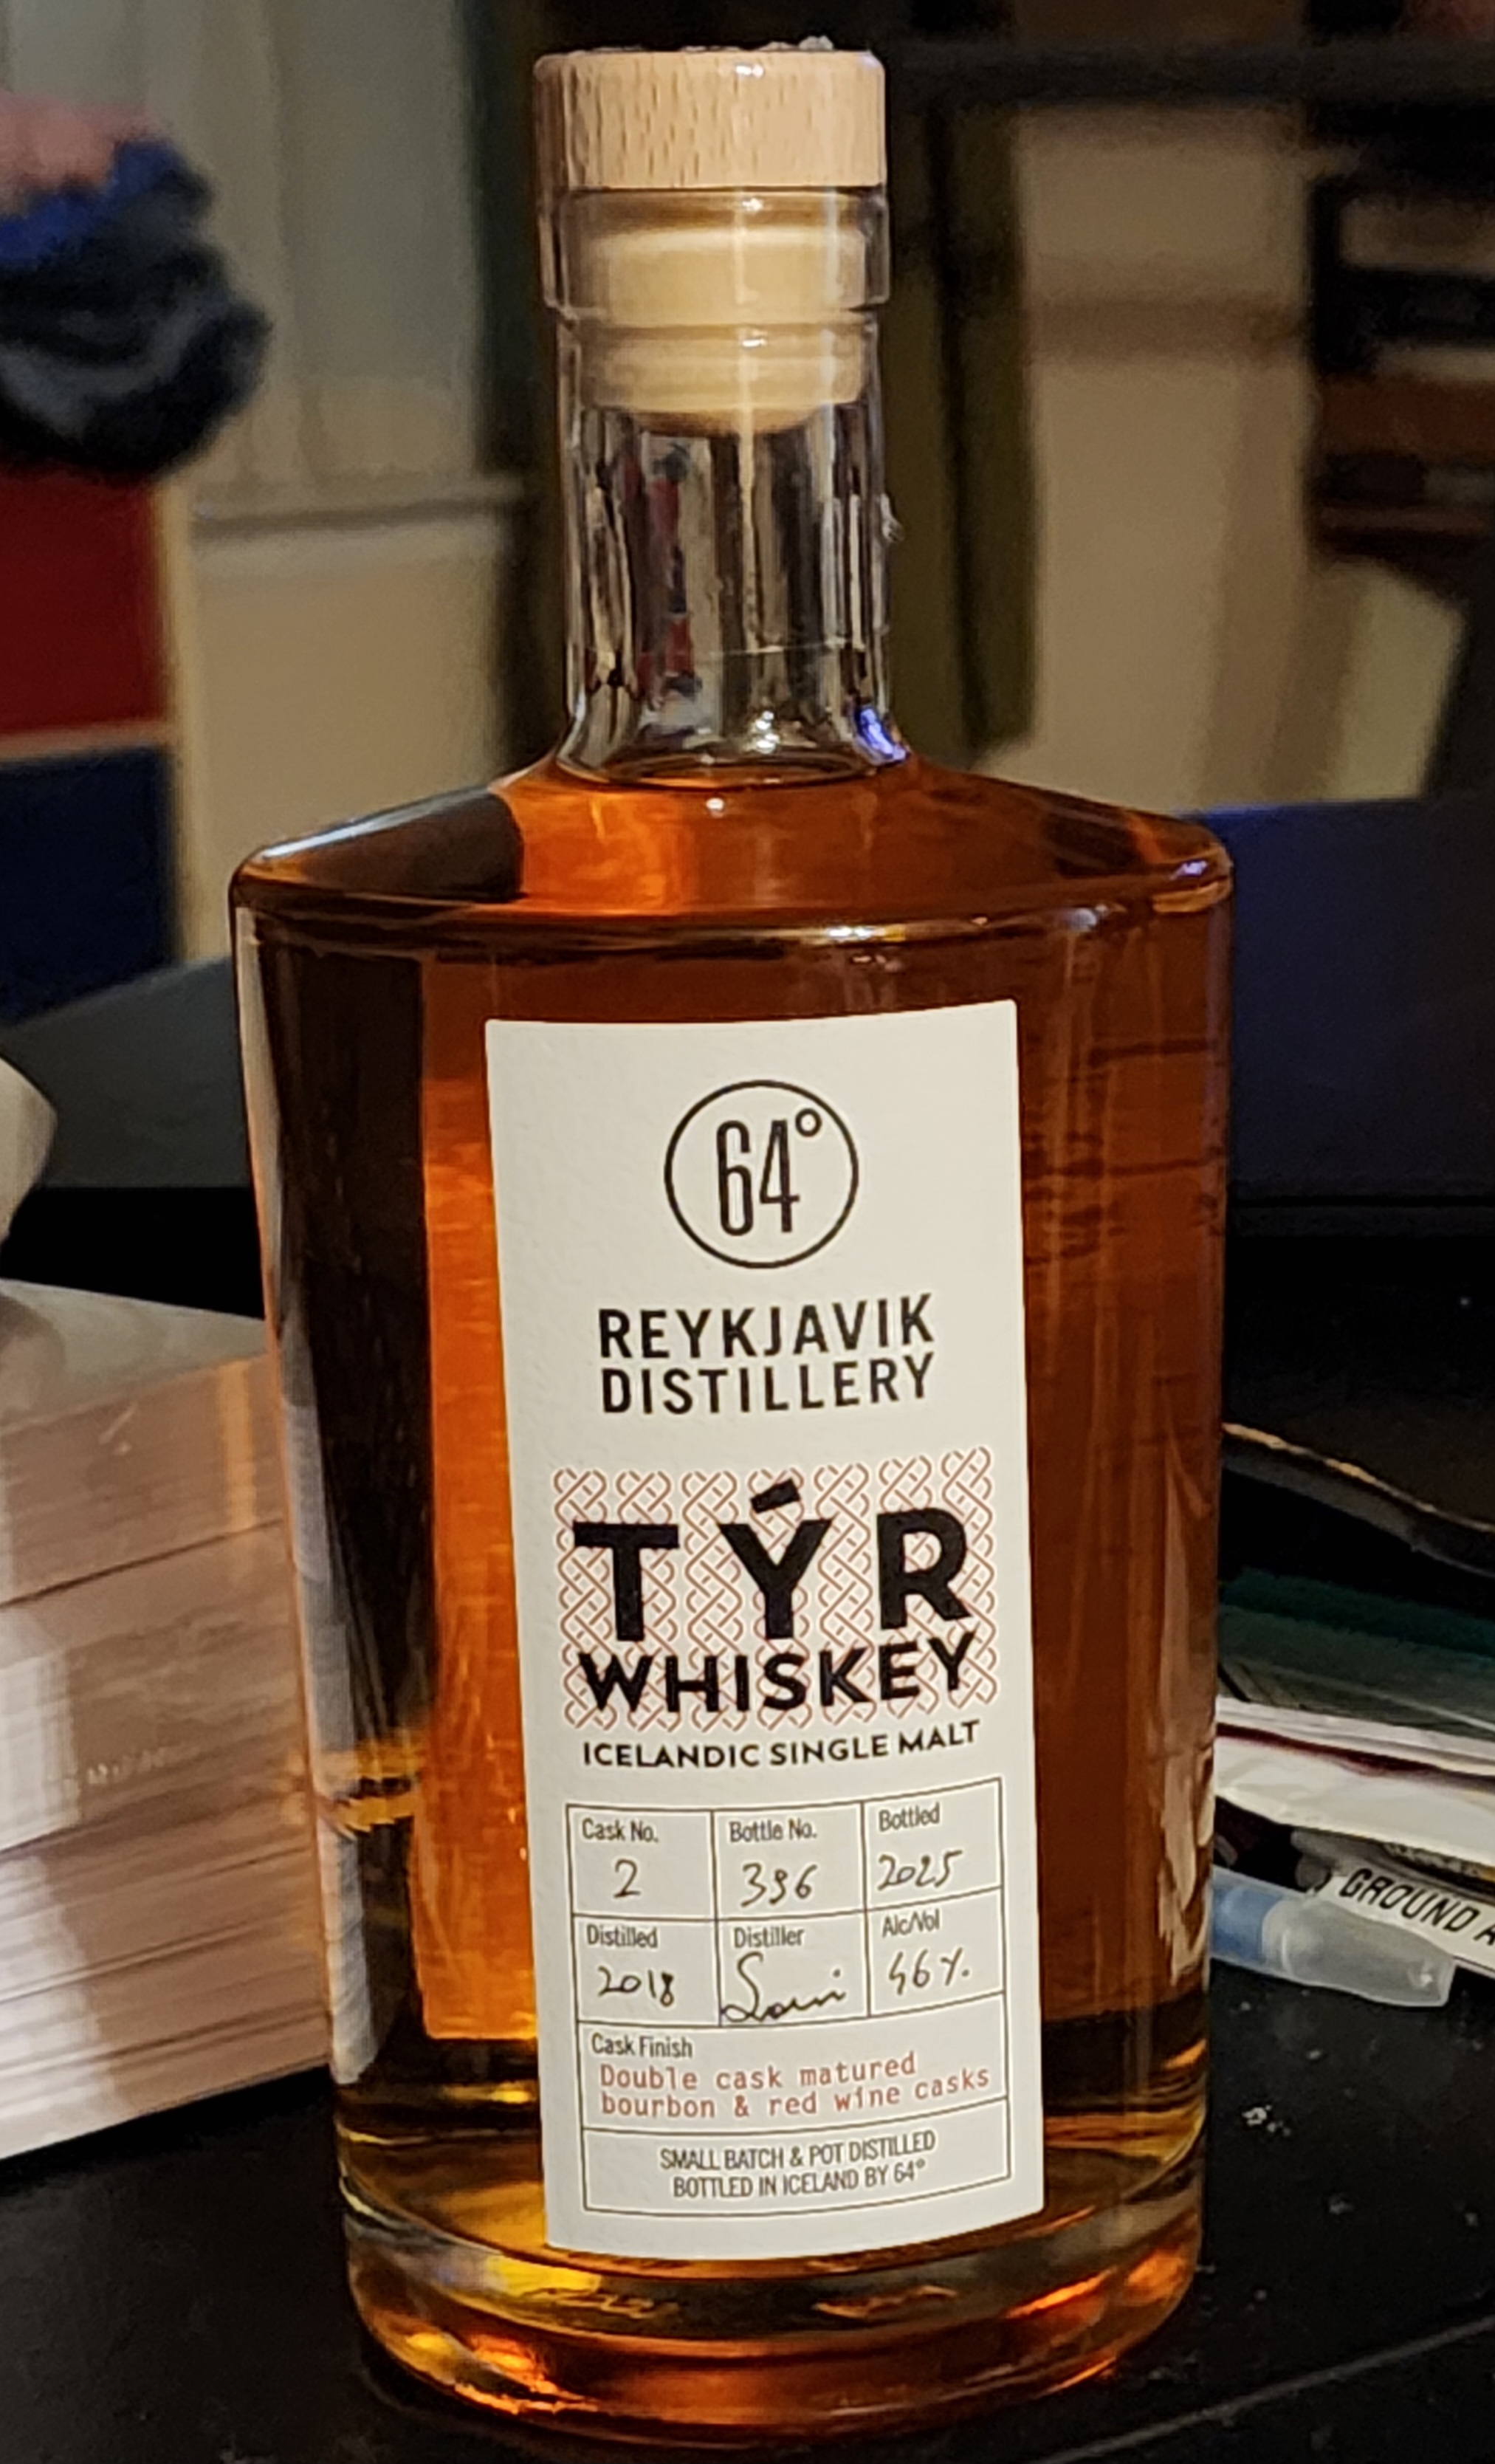 64°
REYKJAVIK
DISTILLERY
TÝR
WHISKEY
ICELANDIC SINGLE MALT
Cask No.
2
Bottle No.
396
Bottled
2025
Distilled
2018
Distiller
Alc/Vol
46%
Cask Finish
Double cask matured
bourbon & red wine casks
SMALL BATCH & POT DISTILLED
BOTTLED IN ICELAND BY 64°
GROUND